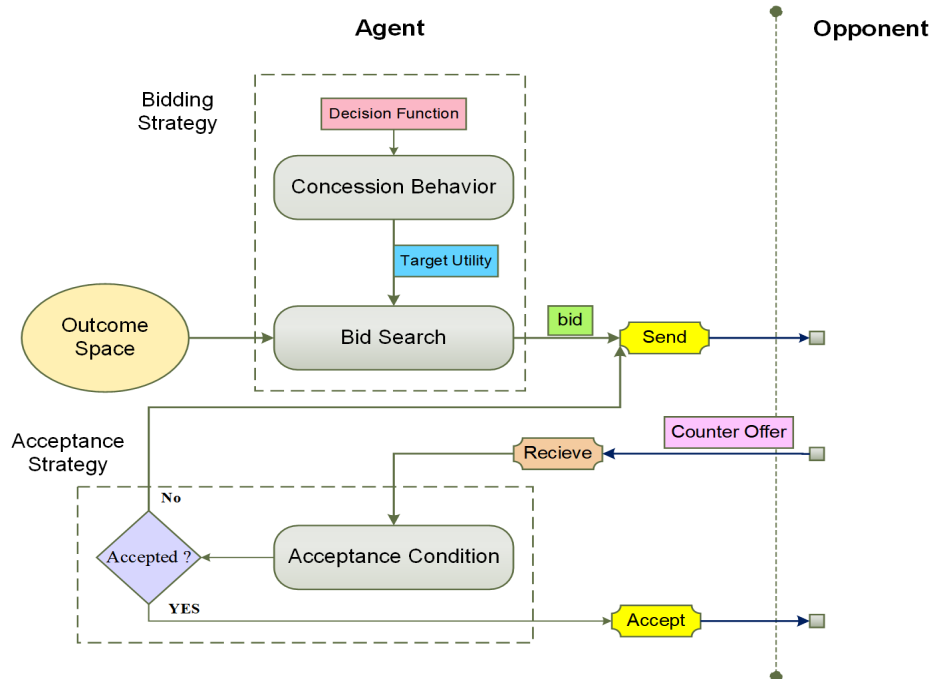 Agent
Opponent
Bidding
Strategy
Decision Function
Concession Behavior
Target Utility
Outcome
Space
Bid Search
bid
Send
Acceptance
Strategy
Counter Offer
Recieve
No
Accepted ?
Acceptance Condition
YES
Accept